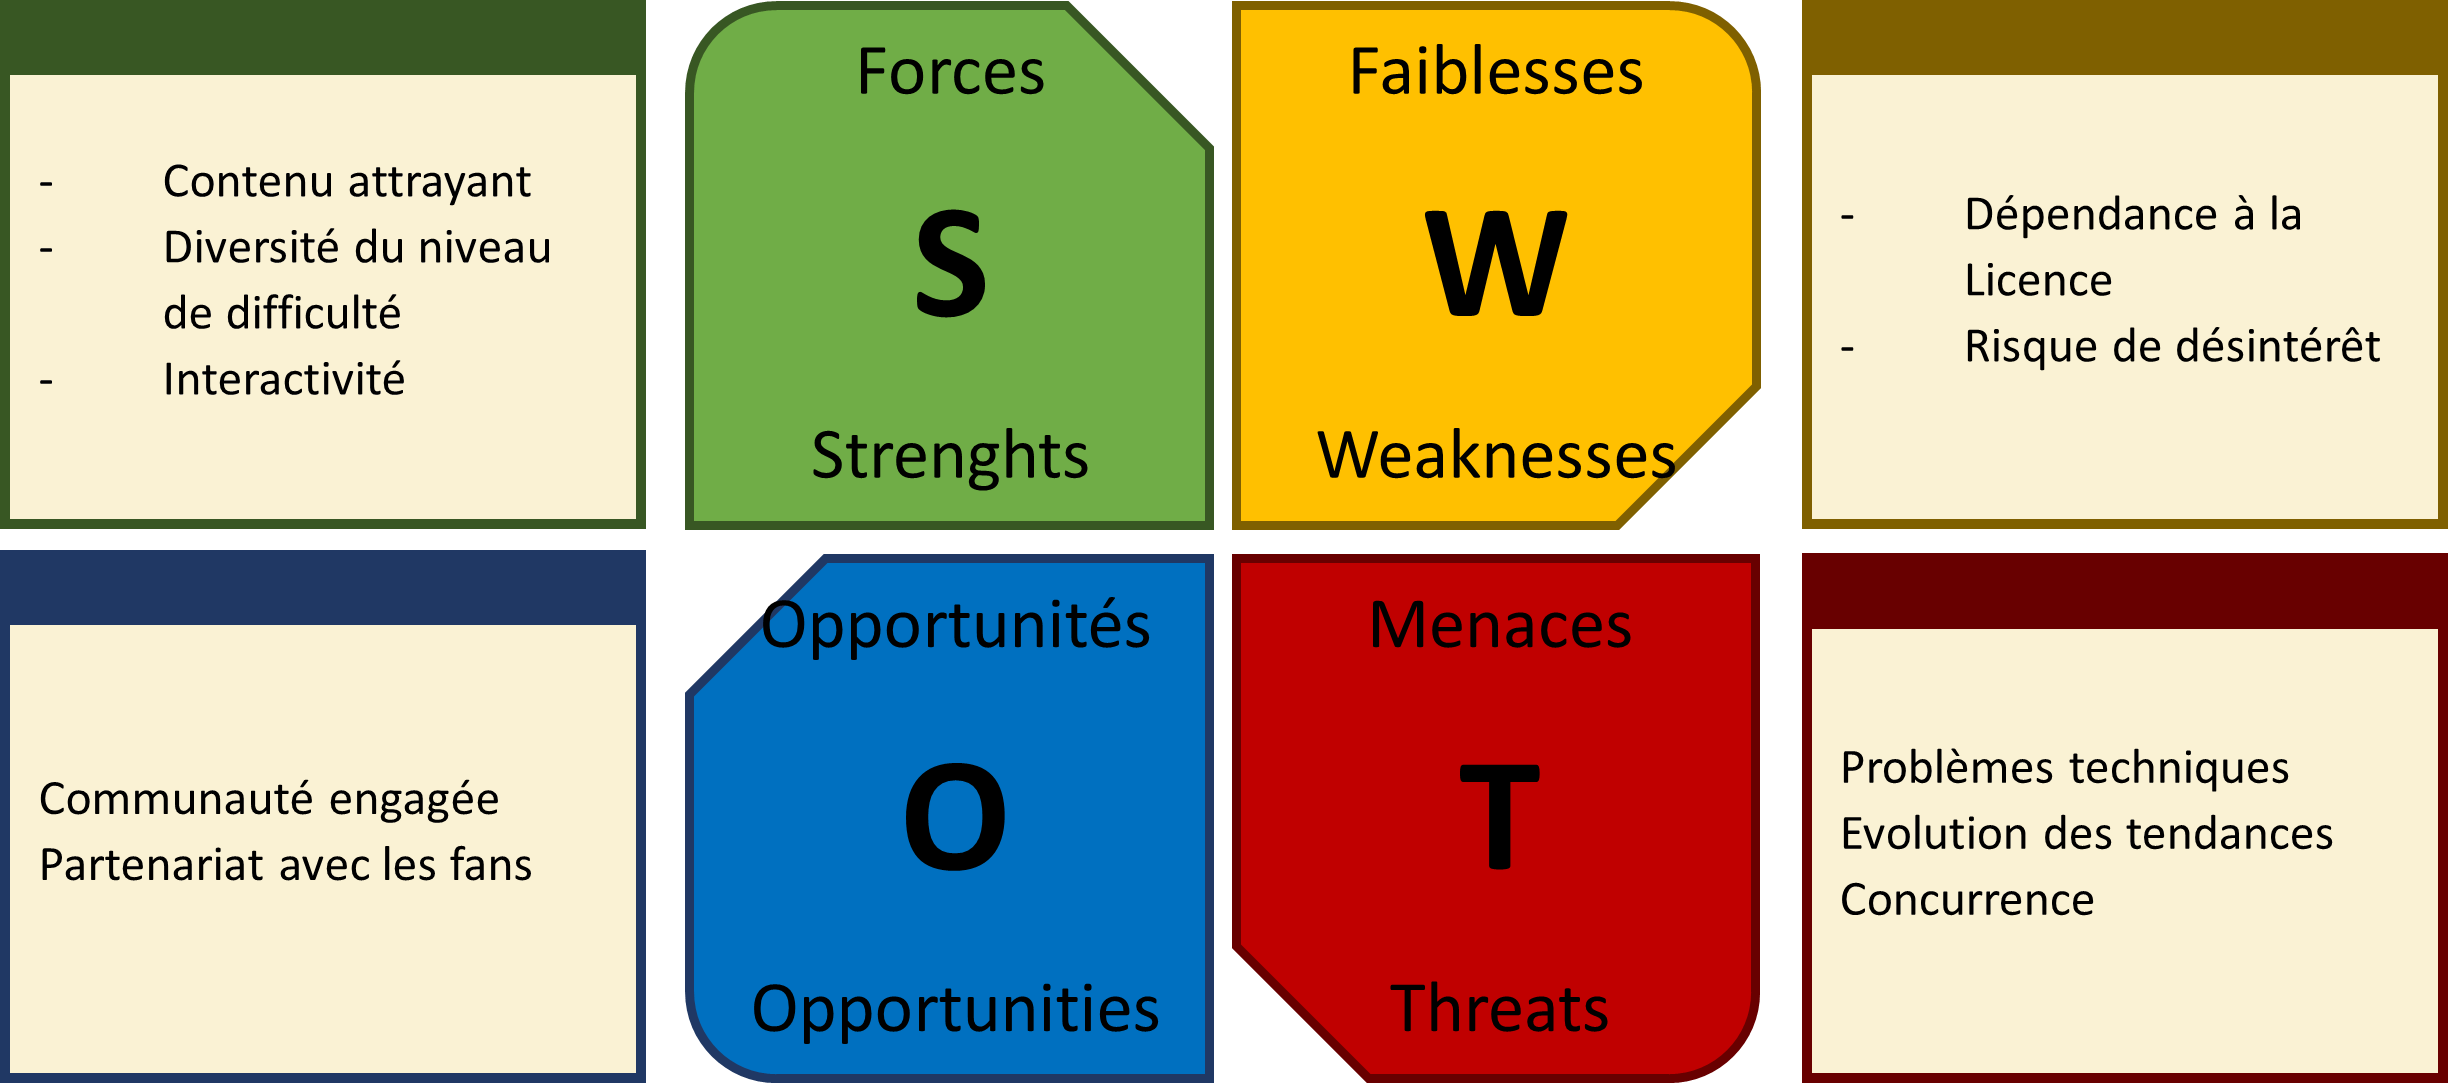 - Contenu attrayant
- Diversité du niveau
de difficulté
- Interactivité
Forces
S
Strenghts
Faiblesses
W
Weaknesses
- Dépendance à la
Licence
- Risque de désintérêt
Communauté engagée
Partenariat avec les fans
Opportunités
O
Opportunities
Menaces
T
Threats
Problèmes techniques
Evolution des tendances
Concurrence